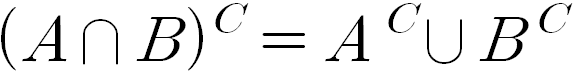 (A ∩ B)^C = A^C ∪ B^C